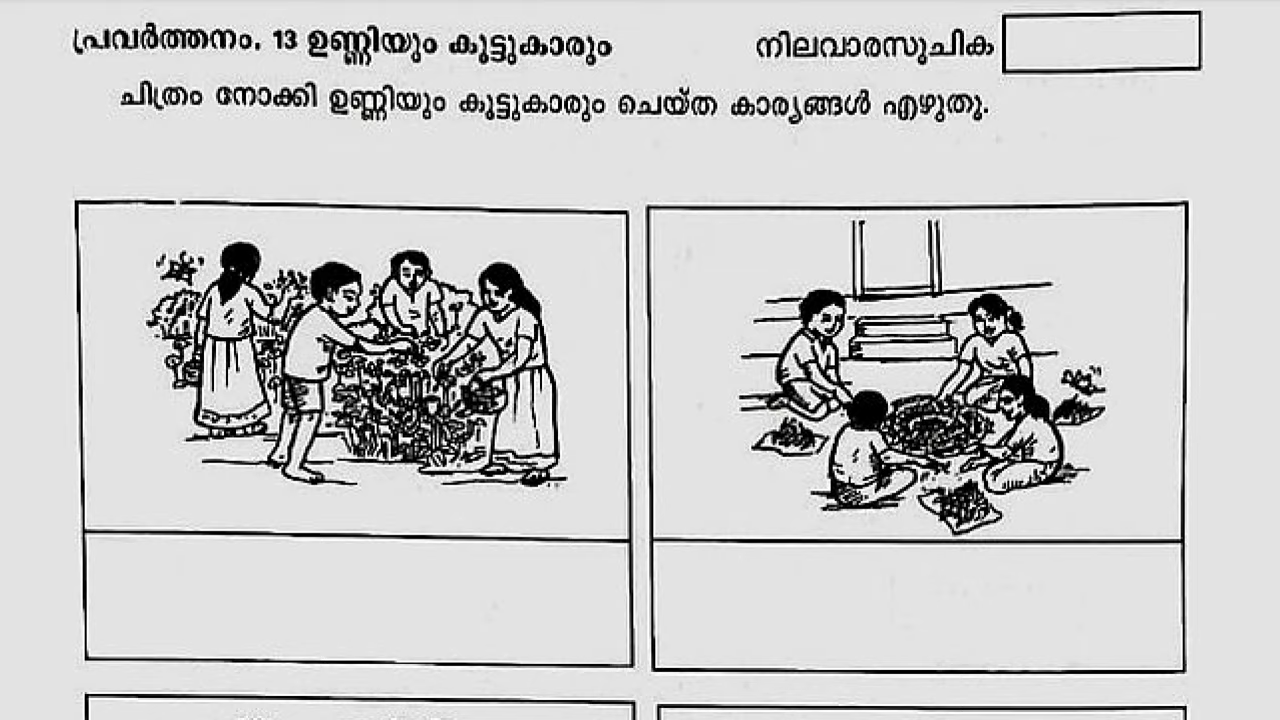 പ്രവർത്തനം. 13 ഉണ്ണിയും കൂട്ടുകാരും നിലവാരസൂചിക
ചിത്രം നോക്കി ഉണ്ണിയും കൂട്ടുകാരും ചെയ്ത കാര്യങ്ങൾ എഴുതൂ.